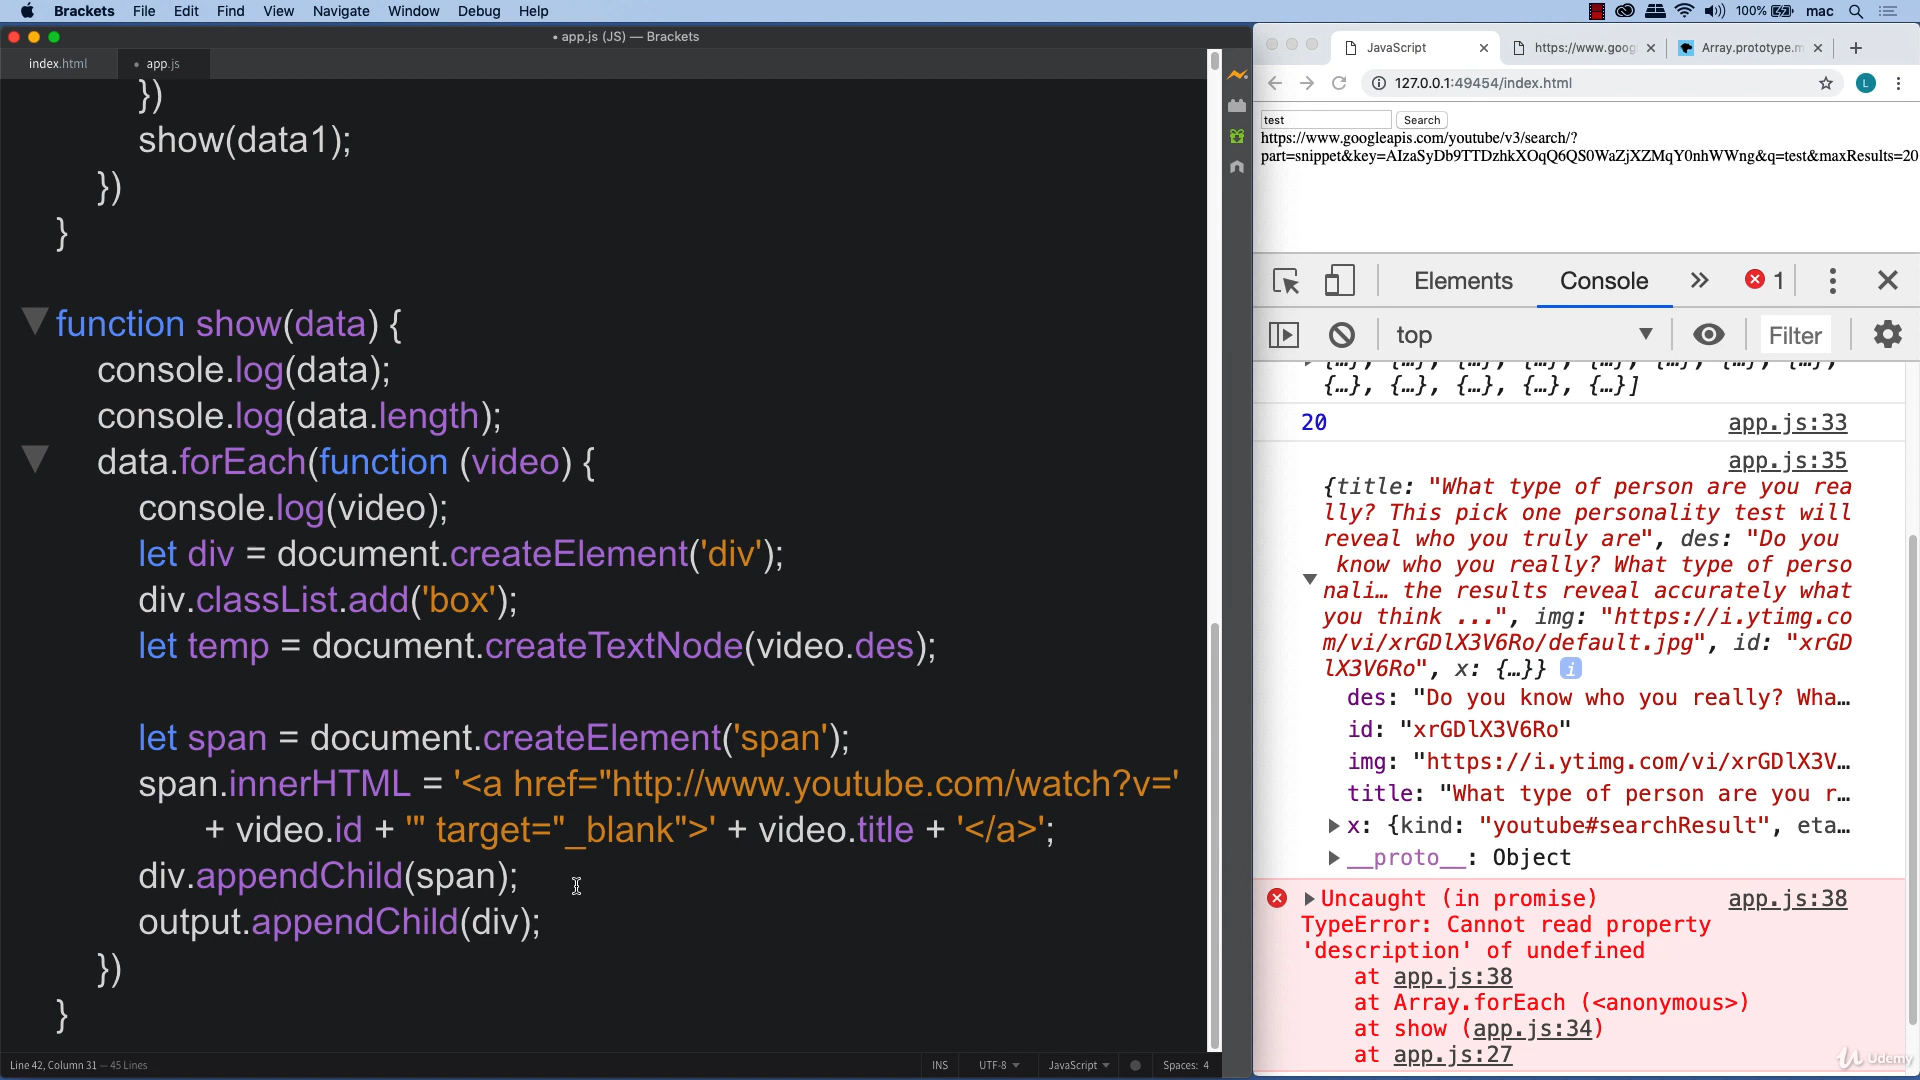 Brackets File Edit Find View Navigate Window Debug Help 100% mac
• app.js (JS) — Brackets
index.html • app.js
})
show(data1);
})
}
function show(data) {
console.log(data);
console.log(data.length);
data.forEach(function (video) {
console.log(video);
let div = document.createElement('div');
div.classList.add('box');
let temp = document.createTextNode(video.des);
let span = document.createElement('span');
span.innerHTML = '<a href="http://www.youtube.com/watch?v='
+ video.id + '" target="_blank">' + video.title + '</a>';
div.appendChild(span);
output.appendChild(div);
})
}
Line 42, Column 31 — 45 Lines INS UTF-8 JavaScript Spaces: 4
JavaScript https://www.goog Array.prototype.m
127.0.0.1:49454/index.html L
test Search
https://www.googleapis.com/youtube/v3/search/?
part=snippet&key=AIzaSyDb9TTDzhkXOqQ6QS0WaZjXZMqY0nhWWng&q=test&maxResults=20
Elements Console 1
top Filter
{…}, {…}, {…}, {…}, {…}, {…}, {…}, {…},
{…}, {…}, {…}, {…}, {…}]
20 app.js:33
app.js:35
{title: "What type of person are you rea
lly? This pick one personality test will
reveal who you truly are", des: "Do you
know who you really? What type of perso
nali… the results reveal accurately what
you think ...", img: "https://i.ytimg.co
m/vi/xrGDlX3V6Ro/default.jpg", id: "xrGD
lX3V6Ro", x: {…}} i
des: "Do you know who you really? Wha…
id: "xrGDlX3V6Ro"
img: "https://i.ytimg.com/vi/xrGDlX3V…
title: "What type of person are you r…
x: {kind: "youtube#searchResult", eta…
__proto__: Object
Uncaught (in promise) app.js:38
TypeError: Cannot read property
'description' of undefined
at app.js:38
at Array.forEach (<anonymous>)
at show (app.js:34)
at app.js:27
Udemy